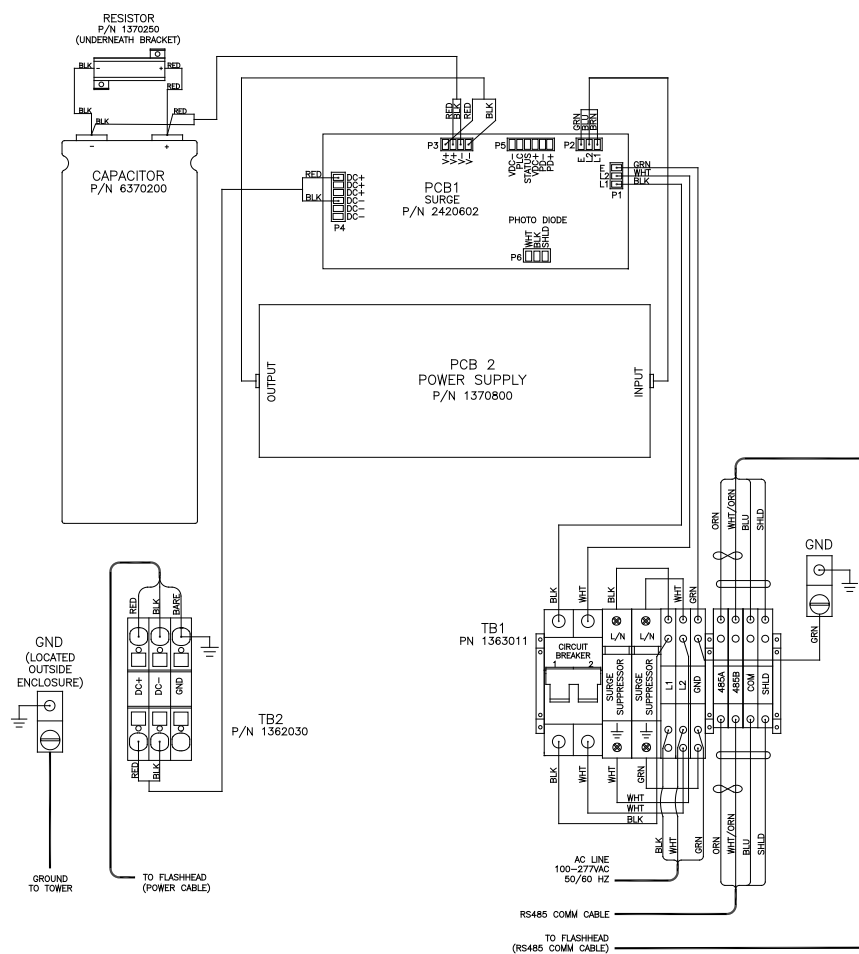 RESISTOR
P/N 1370250
(UNDERNEATH BRACKET)
BLK
-
+
RED
BLK
RED
BLK
RED
BLK
-
+
CAPACITOR
P/N 6370200
RED
BLK
RED
BLK
P3
V+
V+
V-
V-
P5
VDC-
PLC
STATUS
VDC+
PD-
PD+
GRN
BLU
BRN
P2
E
L2
L1
E
L2
L1
GRN
WHT
BLK
P1
RED
BLK
DC+
DC+
DC+
DC-
DC-
DC-
P4
PCB1
SURGE
P/N 2420602
PHOTO DIODE
WHT
BLK
SHLD
P6
OUTPUT
PCB 2
POWER SUPPLY
P/N 1370800
INPUT
ORN
WHT/ORN
BLU
SHLD
GND
GRN
BLK
WHT
BLK
WHT
GRN
TB1
PN 1363011
CIRCUIT
BREAKER
1 2
L/N
L/N
SURGE
SUPPRESSOR
SURGE
SUPPRESSOR
L1
L2
GND
485A
485B
COM
SHLD
RED
BLK
BARE
GND
(LOCATED
OUTSIDE
ENCLOSURE)
DC+
DC-
GND
TB2
P/N 1362030
RED
BLK
BLK
WHT
WHT
GRN
WHT
WHT
BLK
BLK
WHT
GRN
ORN
WHT/ORN
BLU
SHLD
GROUND
TO TOWER
TO FLASHHEAD
(POWER CABLE)
AC LINE
100-277VAC
50/60 HZ
RS485 COMM CABLE
TO FLASHHEAD
(RS485 COMM CABLE)